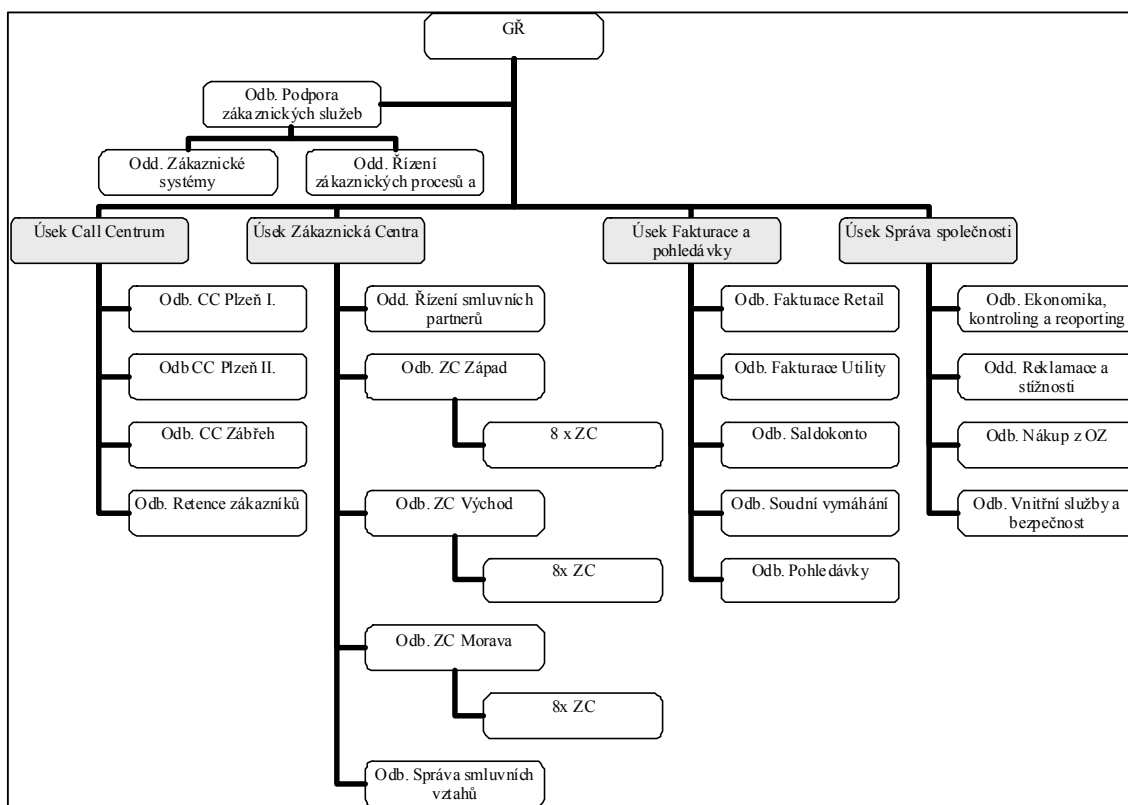 GŘ
Odb. Podpora
zákaznických služeb
Odd. Zákaznické
systémy
Odd. Řízení
zákaznických procesů a
Úsek Call Centrum
Úsek Zákaznická Centra
Úsek Fakturace a
pohledávky
Úsek Správa společnosti
Odb. CC Plzeň I.
Odb CC Plzeň II.
Odb. CC Zábřeh
Odb. Retence zákazníků
Odd. Řízení smluvních
partnerů
Odb. ZC Západ
8 x ZC
Odb. ZC Východ
8x ZC
Odb. ZC Morava
8x ZC
Odb. Správa smluvních
vztahů
Odb. Fakturace Retail
Odb. Fakturace Utility
Odb. Saldokonto
Odb. Soudní vymáhání
Odb. Pohledávky
Odb. Ekonomika,
kontroling a reoporting
Odd. Reklamace a
stížnosti
Odb. Nákup z OZ
Odb. Vnitřní služby a
bezpečnost